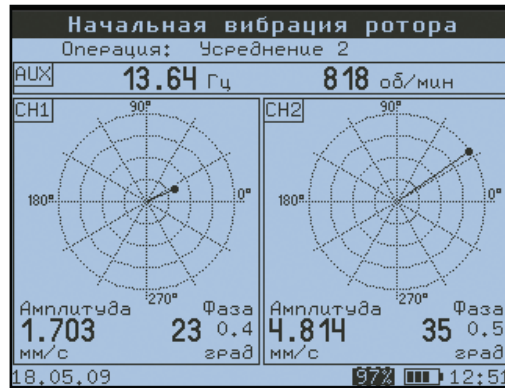 Начальная вибрация ротора
Операция: Усреднение 2
AUX 13.64 Гц 818 об/мин
CH1
90°
180°
0°
270°
Амплитуда Фаза
1.703 23 0.4
мм/с град
CH2
90°
180°
0°
270°
Амплитуда Фаза
4.814 35 0.5
мм/с град
18.05.09 97% 12:51